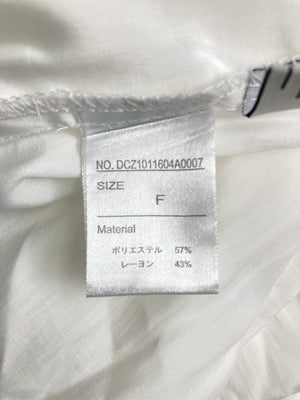 NO. DCZ1011604A0007
SIZE
F
Material
ポリエステル 57%
レーヨン 43%